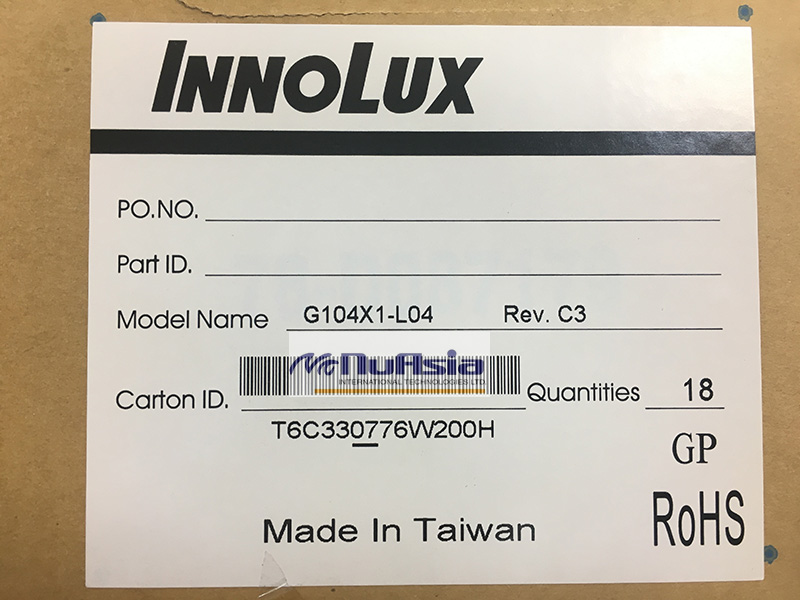 INNOLUX
PO.NO.
Part ID.
Model Name G104X1-L04 Rev. C3
NuAsia
INTERNATIONAL TECHNOLOGIES LTD
Carton ID. Quantities 18
T6C330776W200H
GP
RoHS
Made In Taiwan